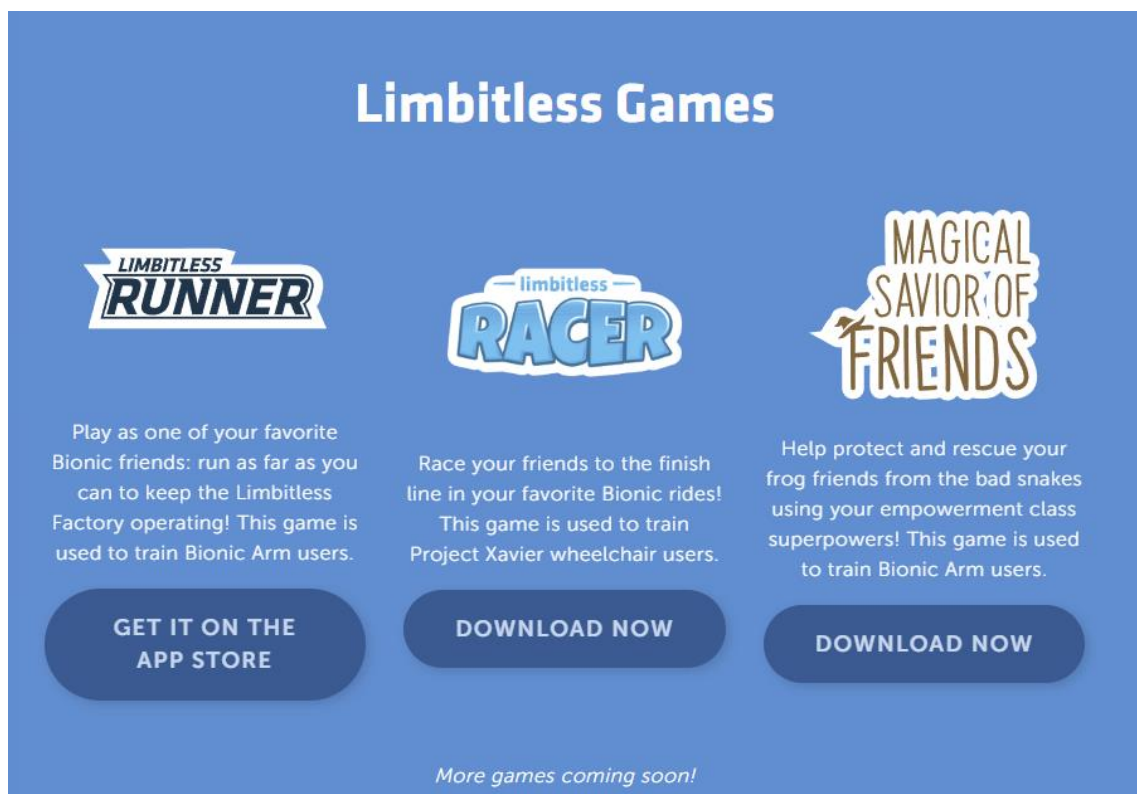 Limbitless Games
LIMBITLESS
RUNNER
Play as one of your favorite
Bionic friends: run as far as you
can to keep the Limbitless
Factory operating! This game is
used to train Bionic Arm users.
GET IT ON THE
APP STORE
limbitless
RACER
Race your friends to the finish
line in your favorite Bionic rides!
This game is used to train
Project Xavier wheelchair users.
DOWNLOAD NOW
MAGICAL
SAVIOR OF
FRIENDS
Help protect and rescue your
frog friends from the bad snakes
using your empowerment class
superpowers! This game is used
to train Bionic Arm users.
DOWNLOAD NOW
More games coming soon!